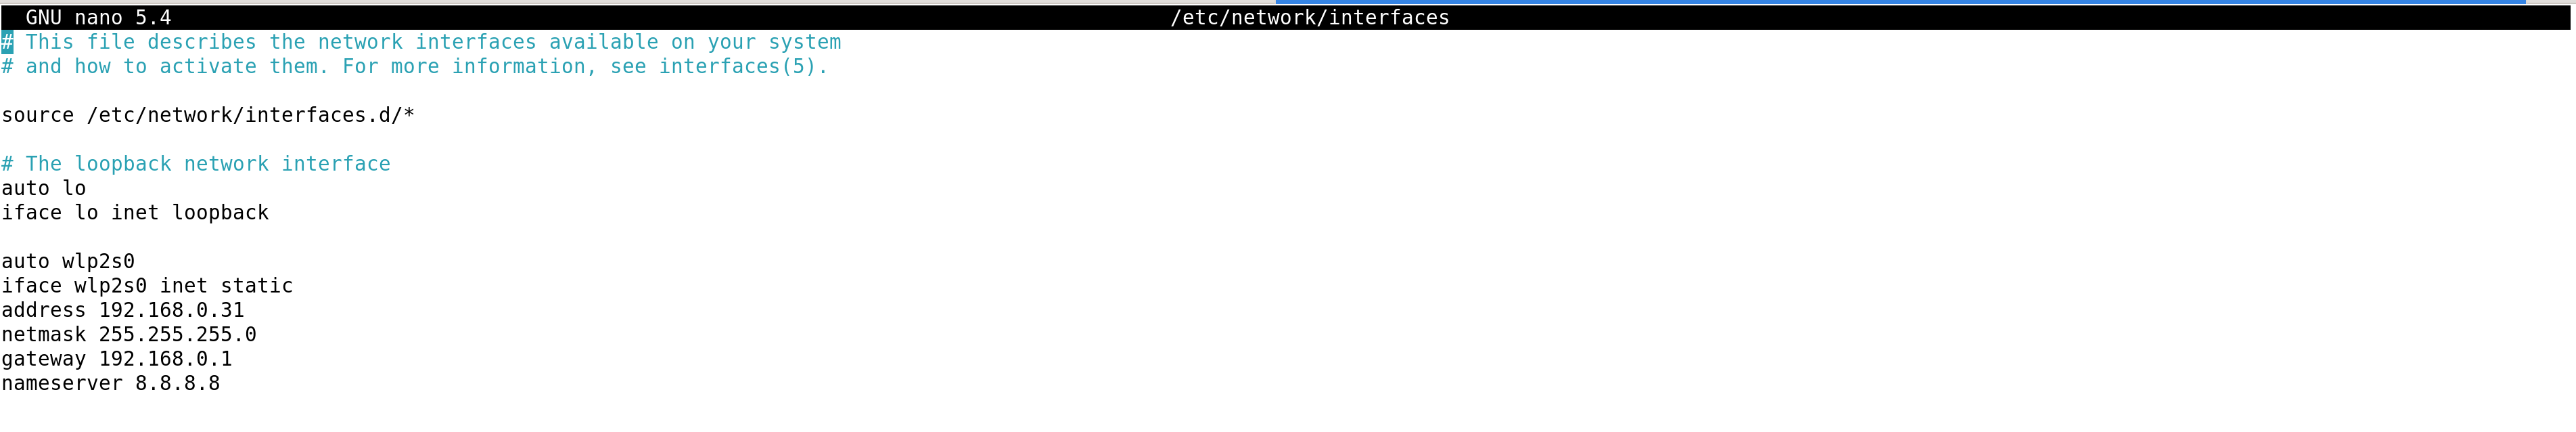 GNU nano 5.4 /etc/network/interfaces
# This file describes the network interfaces available on your system
# and how to activate them. For more information, see interfaces(5).
source /etc/network/interfaces.d/*
# The loopback network interface
auto lo
iface lo inet loopback
auto wlp2s0
iface wlp2s0 inet static
address 192.168.0.31
netmask 255.255.255.0
gateway 192.168.0.1
nameserver 8.8.8.8